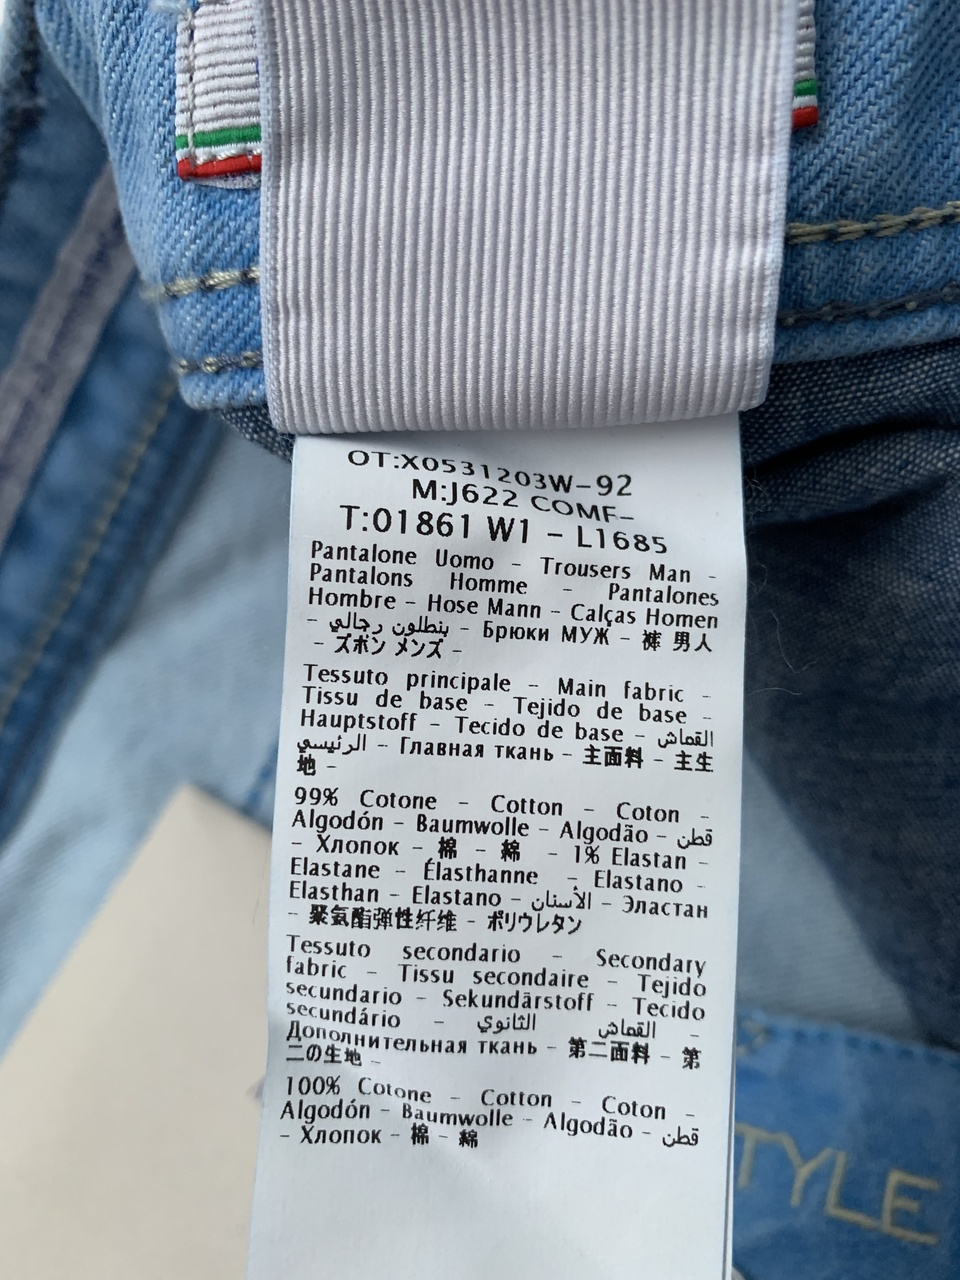 OT:X0531203W-92
M:J622 COMF-
T:01861 W1 - L1685
Pantalone Uomo - Trousers Man -
Pantalons Homme - Pantalones
Hombre - Hose Mann - Calças Homen
- بنطلون رجالي - Брюки МУЖ - 裤 男人
- ズボン メンズ -
Tessuto principale - Main fabric -
Tissu de base - Tejido de base -
Hauptstoff - Tecido de base - القماش
الرئيسي - Главная ткань - 主面料 - 主生
地 -
99% Cotone - Cotton - Coton -
Algodón - Baumwolle - Algodão - قطن
- Хлопок - 棉 - 綿 - 1% Elastan -
Elastane - Élasthanne - Elastano -
Elasthan - Elastano - الأستان - Эластан
- 聚氨酯弹性纤维 - ポリウレタン
Tessuto secondario - Secondary
fabric - Tissu secondaire - Tejido
secundario - Sekundärstoff - Tecido
secundário - القماش الثانوي -
Дополнительная ткань - 第二面料 - 第
二の生地 -
100% Cotone - Cotton - Coton -
Algodón - Baumwolle - Algodão - قطن
- Хлопок - 棉 - 綿
TYLE